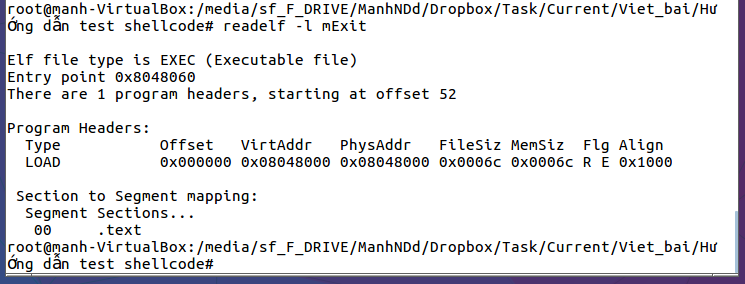 root@manh-VirtualBox:/media/sf_F_DRIVE/ManhNDd/Dropbox/Task/Current/Viet_bai/Hư
Ớng dẫn test shellcode# readelf -l mExit
Elf file type is EXEC (Executable file)
Entry point 0x8048060
There are 1 program headers, starting at offset 52
Program Headers:
  Type           Offset   VirtAddr   PhysAddr   FileSiz MemSiz  Flg Align
  LOAD           0x000000 0x08048000 0x08048000 0x0006c 0x0006c R E 0x1000
 Section to Segment mapping:
  Segment Sections...
   00     .text
root@manh-VirtualBox:/media/sf_F_DRIVE/ManhNDd/Dropbox/Task/Current/Viet_bai/Hư
Ớng dẫn test shellcode#